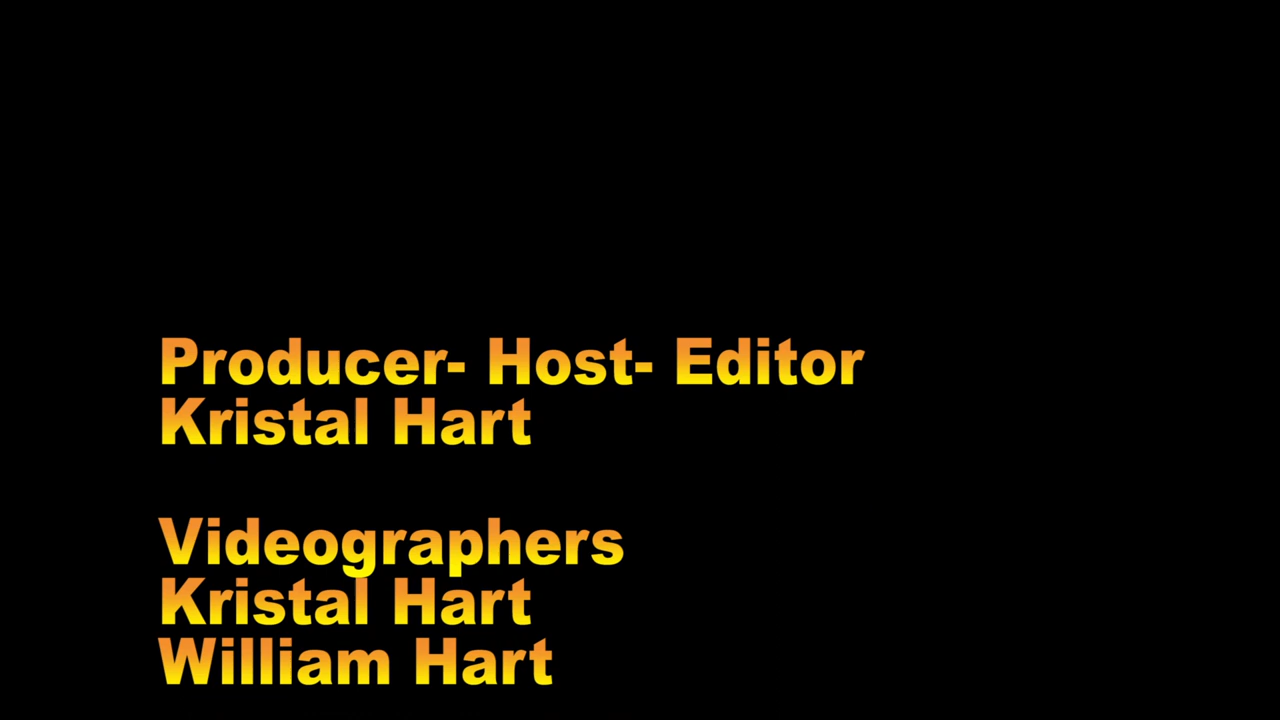 Producer- Host- Editor
Kristal Hart
Videographers
Kristal Hart
William Hart